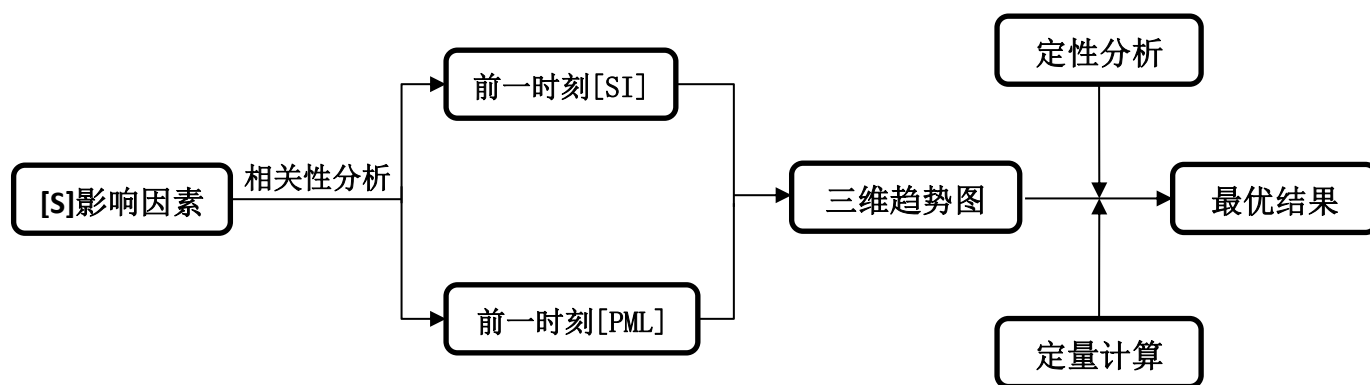 定性分析
前一时刻[SI]
相关性分析
[S]影响因素
三维趋势图
最优结果
前一时刻[PML]
定量计算